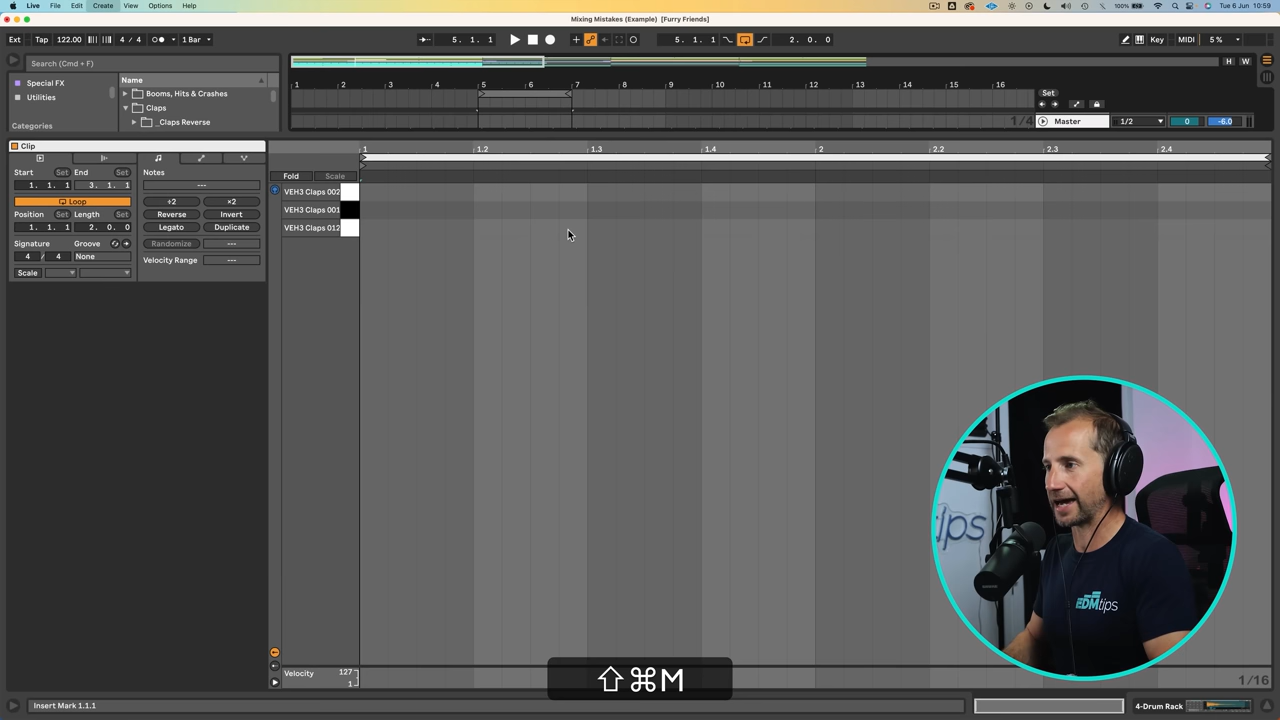 Live File Edit Create View Options Help 100% Tue 6 Jun 10:59
Mixing Mistakes (Example) [Furry Friends]
Ext Tap 122.00 4 / 4 1 Bar 5. 1. 1 5. 1. 1 2. 0. 0 Key MIDI 5 %
Search (Cmd + F) H W
Special FX Name 1 2 3 4 5 6 7 8 9 10 11 12 13 14 15 16 Set
Utilities Booms, Hits & Crashes
Claps
Categories _Claps Reverse 1/4 Master 1/2 0 -6.0
Clip 1 1.2 1.3 1.4 2 2.2 2.3 2.4
Start Set End Set Notes
1. 1. 1 3. 1. 1 --- Fold Scale
Loop ÷2 ×2 VEH3 Claps 002
Position Set Length Set Reverse Invert VEH3 Claps 001
1. 1. 1 2. 0. 0 Legato Duplicate VEH3 Claps 012
Signature Groove Randomize ---
4 / 4 None Velocity Range ---
Scale
tips
EDMtips
Velocity 127
1 ⇧⌘M 1/16
Insert Mark 1.1.1 4-Drum Rack